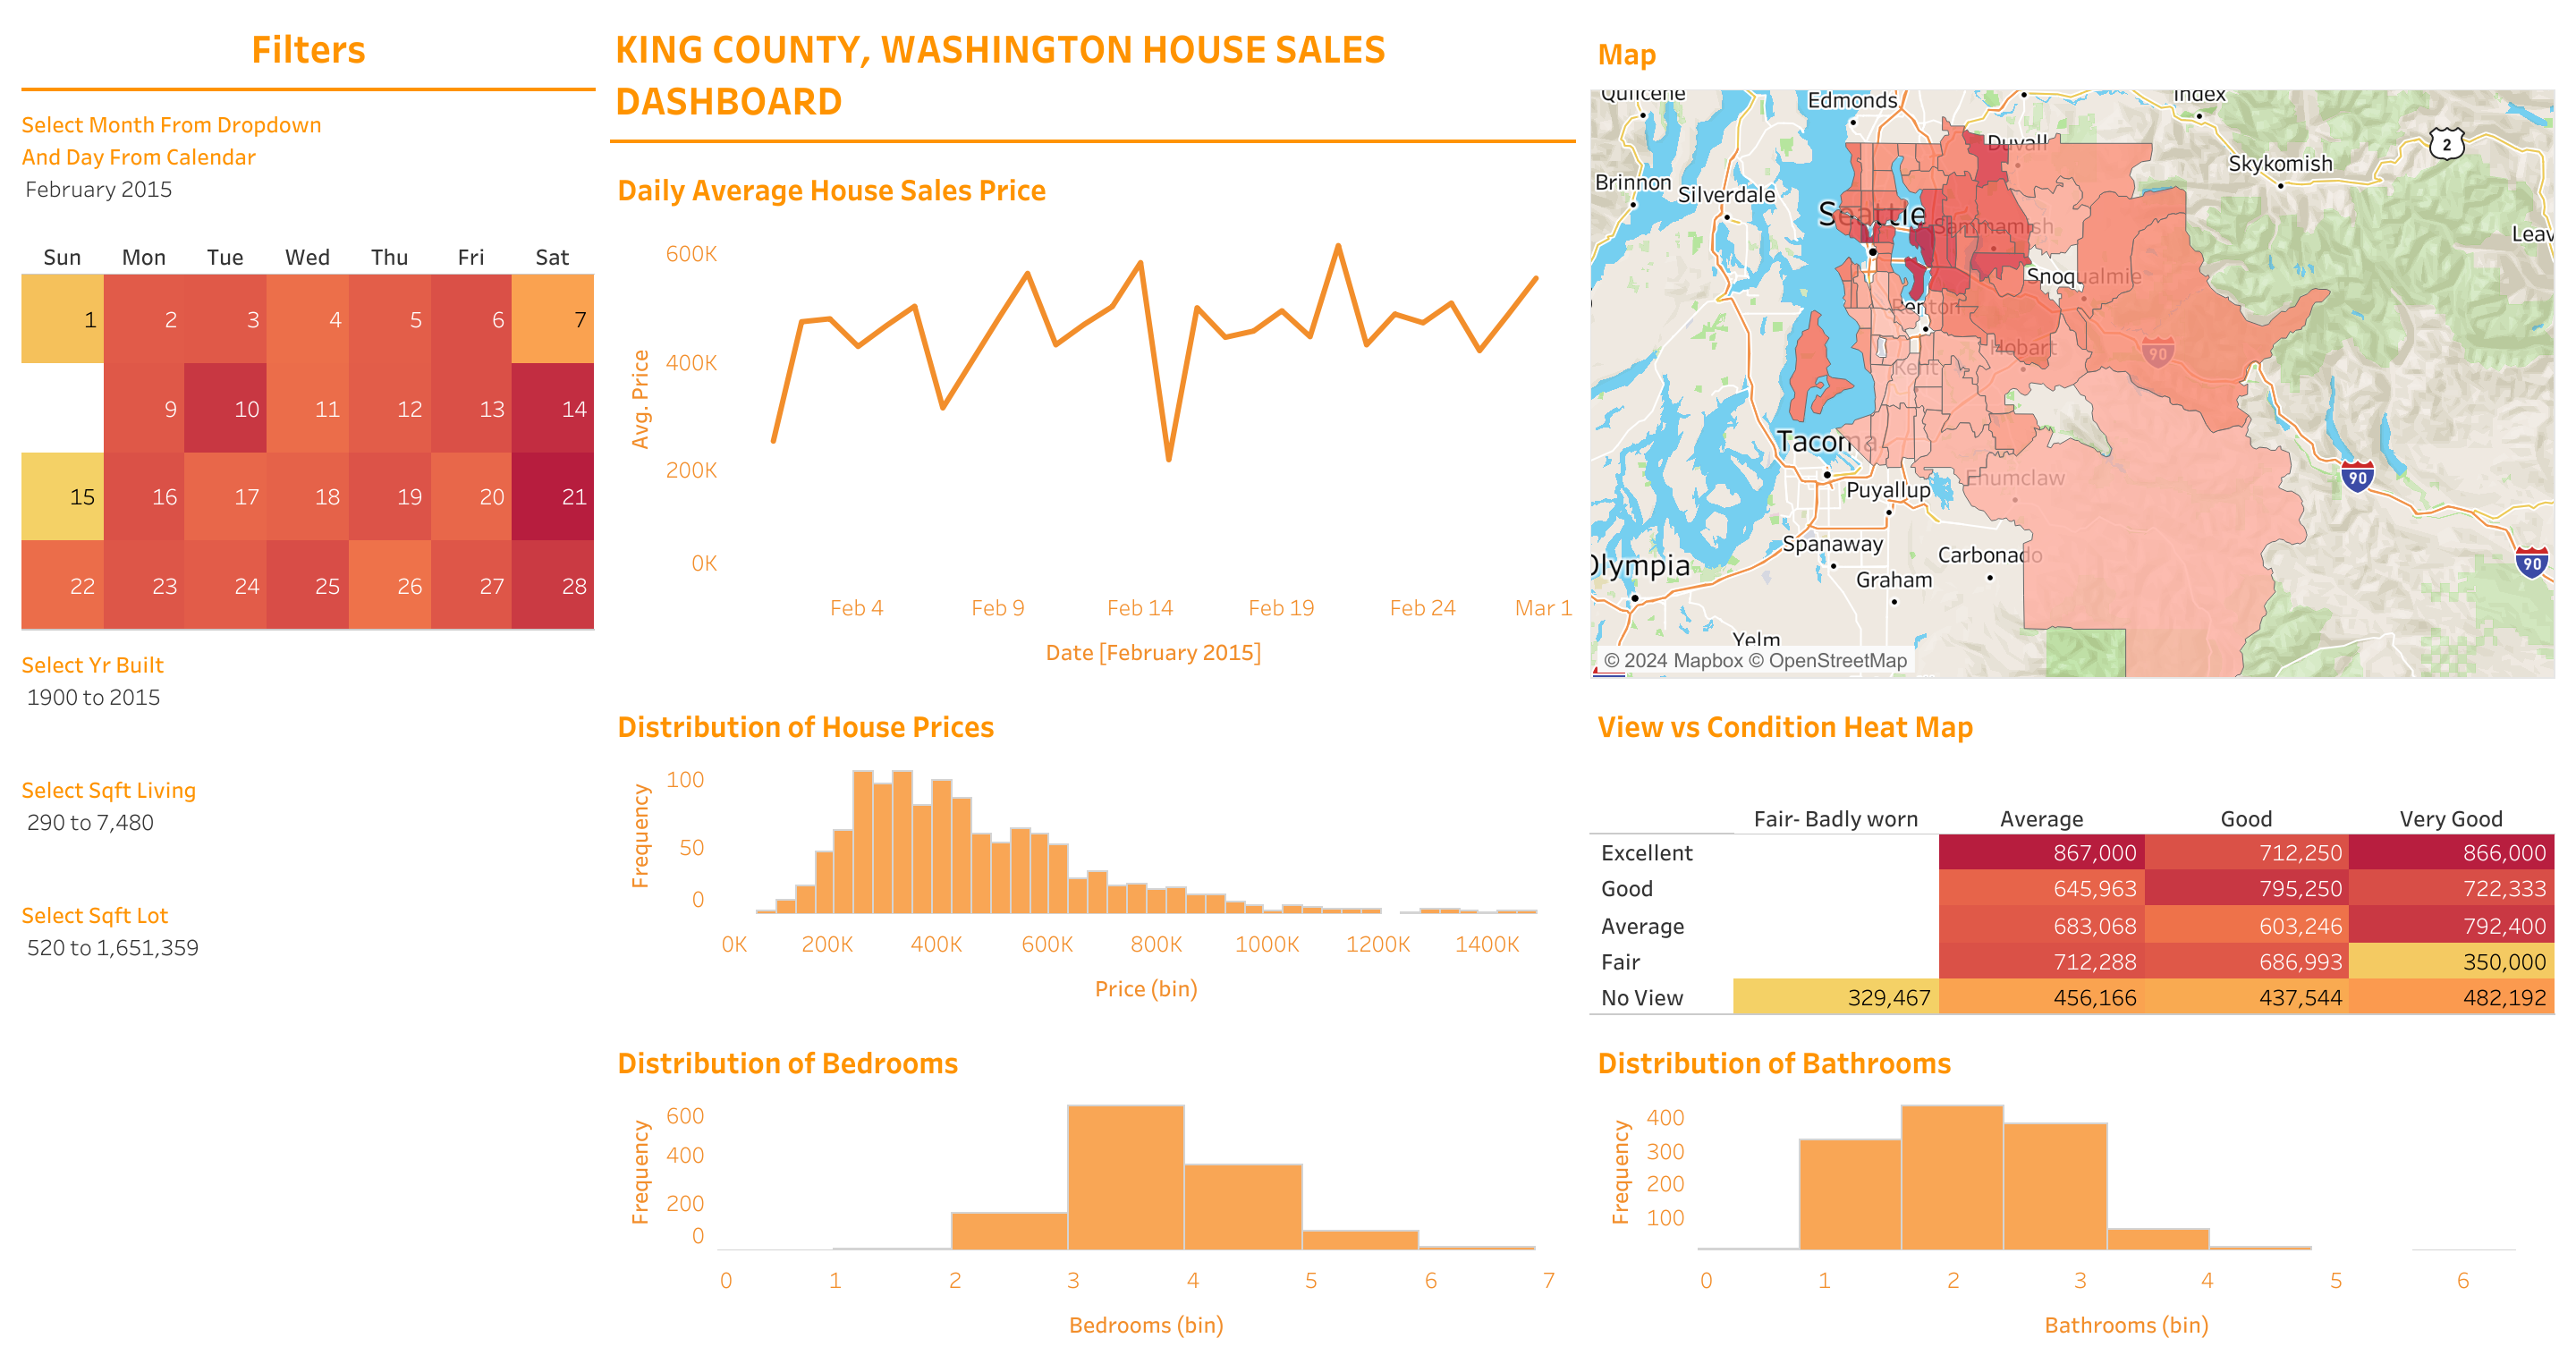 Filters
Select Month From Dropdown
And Day From Calendar
February 2015
Sun Mon Tue Wed Thu Fri Sat
1 2 3 4 5 6 7
9 10 11 12 13 14
15 16 17 18 19 20 21
22 23 24 25 26 27 28
Select Yr Built
1900 to 2015
Select Sqft Living
290 to 7,480
Select Sqft Lot
520 to 1,651,359
KING COUNTY, WASHINGTON HOUSE SALES
DASHBOARD
Daily Average House Sales Price
Avg. Price
600K
400K
200K
0K
Feb 4 Feb 9 Feb 14 Feb 19 Feb 24 Mar 1
Date [February 2015]
Distribution of House Prices
Frequency
100
50
0
0K 200K 400K 600K 800K 1000K 1200K 1400K
Price (bin)
Distribution of Bedrooms
Frequency
600
400
200
0
0 1 2 3 4 5 6 7
Bedrooms (bin)
Map
Quilcene
Edmonds
Index
Duvall
2
Skykomish
Brinnon
Silverdale
Seattle
Sammamish
Leav
Snoqualmie
Renton
Hobart
90
Kent
Tacoma
Enumclaw
Puyallup
90
Spanaway
Carbonado
Olympia
Graham
90
Yelm
© 2024 Mapbox © OpenStreetMap
View vs Condition Heat Map
Fair- Badly worn Average Good Very Good
Excellent 867,000 712,250 866,000
Good 645,963 795,250 722,333
Average 683,068 603,246 792,400
Fair 712,288 686,993 350,000
No View 329,467 456,166 437,544 482,192
Distribution of Bathrooms
Frequency
400
300
200
100
0 1 2 3 4 5 6
Bathrooms (bin)